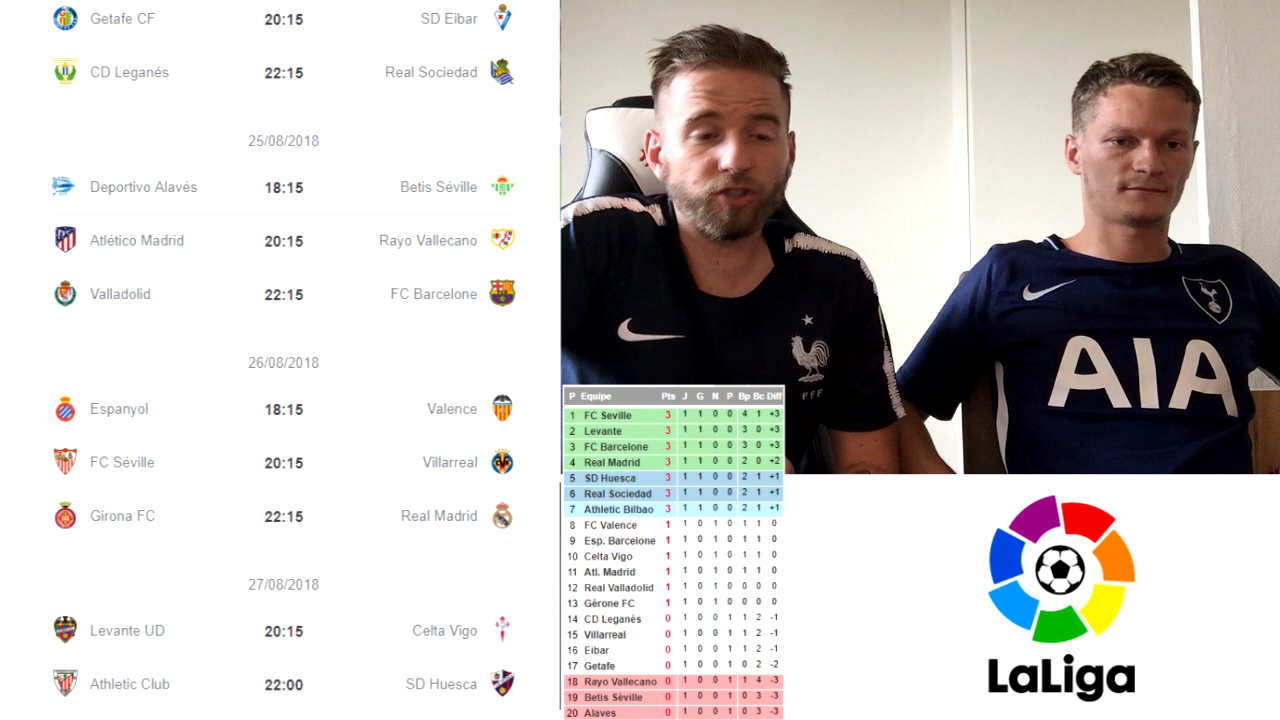 Getafe CF 20:15 SD Eibar
CD Leganés 22:15 Real Sociedad
25/08/2018
Deportivo Alavés 18:15 Betis Séville
Atlético Madrid 20:15 Rayo Vallecano
Valladolid 22:15 FC Barcelone
26/08/2018
Espanyol 18:15 Valence
FC Séville 20:15 Villarreal
Girona FC 22:15 Real Madrid
27/08/2018
Levante UD 20:15 Celta Vigo
Athletic Club 22:00 SD Huesca
FFF
AIA
P Equipe Pts J G N P Bp Bc Diff
1 FC Seville 3 1 1 0 0 4 1 +3
2 Levante 3 1 1 0 0 3 0 +3
3 FC Barcelone 3 1 1 0 0 3 0 +3
4 Real Madrid 3 1 1 0 0 2 0 +2
5 SD Huesca 3 1 1 0 0 2 1 +1
6 Real Sociedad 3 1 1 0 0 2 1 +1
7 Athletic Bilbao 3 1 1 0 0 2 1 +1
8 FC Valence 1 1 0 1 0 1 1 0
9 Esp. Barcelone 1 1 0 1 0 1 1 0
10 Celta Vigo 1 1 0 1 0 1 1 0
11 Atl. Madrid 1 1 0 1 0 1 1 0
12 Real Valladolid 1 1 0 1 0 0 0 0
13 Gérone FC 1 1 0 1 0 0 0 0
14 CD Leganés 0 1 0 0 1 1 2 -1
15 Villarreal 0 1 0 0 1 1 2 -1
16 Eibar 0 1 0 0 1 1 2 -1
17 Getafe 0 1 0 0 1 0 2 -2
18 Rayo Vallecano 0 1 0 0 1 1 4 -3
19 Betis Séville 0 1 0 0 1 0 3 -3
20 Alaves 0 1 0 0 1 0 3 -3
LaLiga